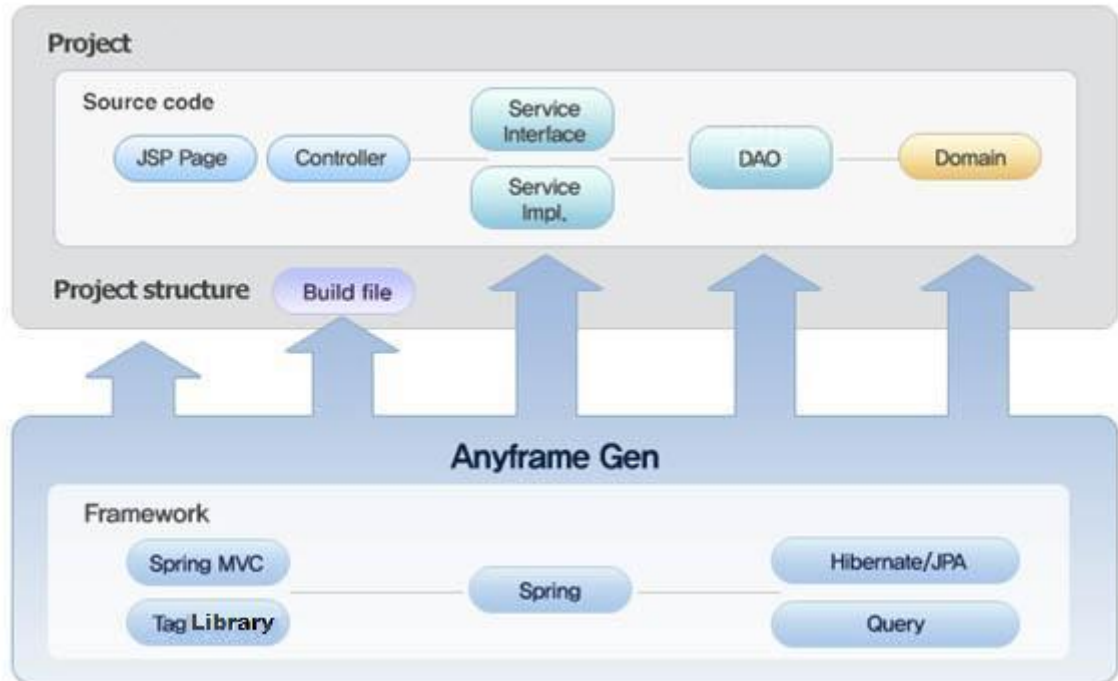 Project
Source code
Service
Interface
JSP Page
Controller
DAO
Domain
Service
Impl.
Project structure
Build file
Anyframe Gen
Framework
Spring MVC
Hibernate/JPA
Spring
Tag Library
Query